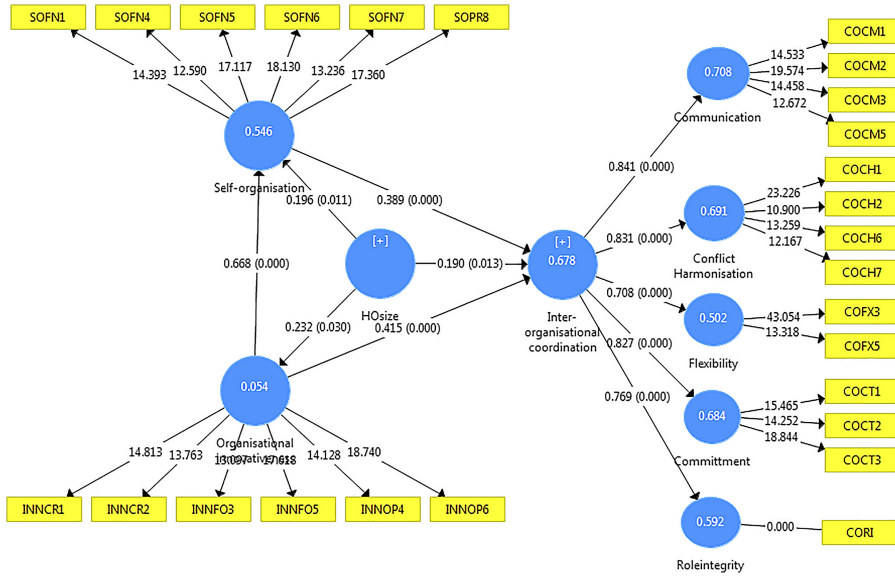 SOFN1
SOFN4
SOFN5
SOFN6
SOFN7
SOPR8
14.393
12.590
17.117
18.130
13.236
17.360
0.546
Self-organisation
0.196 (0.011)
0.389 (0.000)
0.668 (0.000)
[+]
HOsize
0.190 (0.013)
0.232 (0.030)
0.415 (0.000)
0.054
Organisational
14.813
13.763
14.128
18.740
INNCR1
INNCR2
INNFO3
INNFO5
INNOP4
INNOP6
[+]
0.678
Inter-
organisational
coordination
0.841 (0.000)
0.831 (0.000)
0.708 (0.000)
0.827 (0.000)
0.769 (0.000)
0.708
Communication
14.533
19.574
14.458
12.672
COCM1
COCM2
COCM3
COCM5
0.691
Conflict
Harmonisation
23.226
10.900
13.259
12.167
COCH1
COCH2
COCH6
COCH7
0.502
Flexibility
43.054
13.318
COFX3
COFX5
0.684
Committment
15.465
14.252
18.844
COCT1
COCT2
COCT3
0.592
Roleintegrity
0.000
CORI